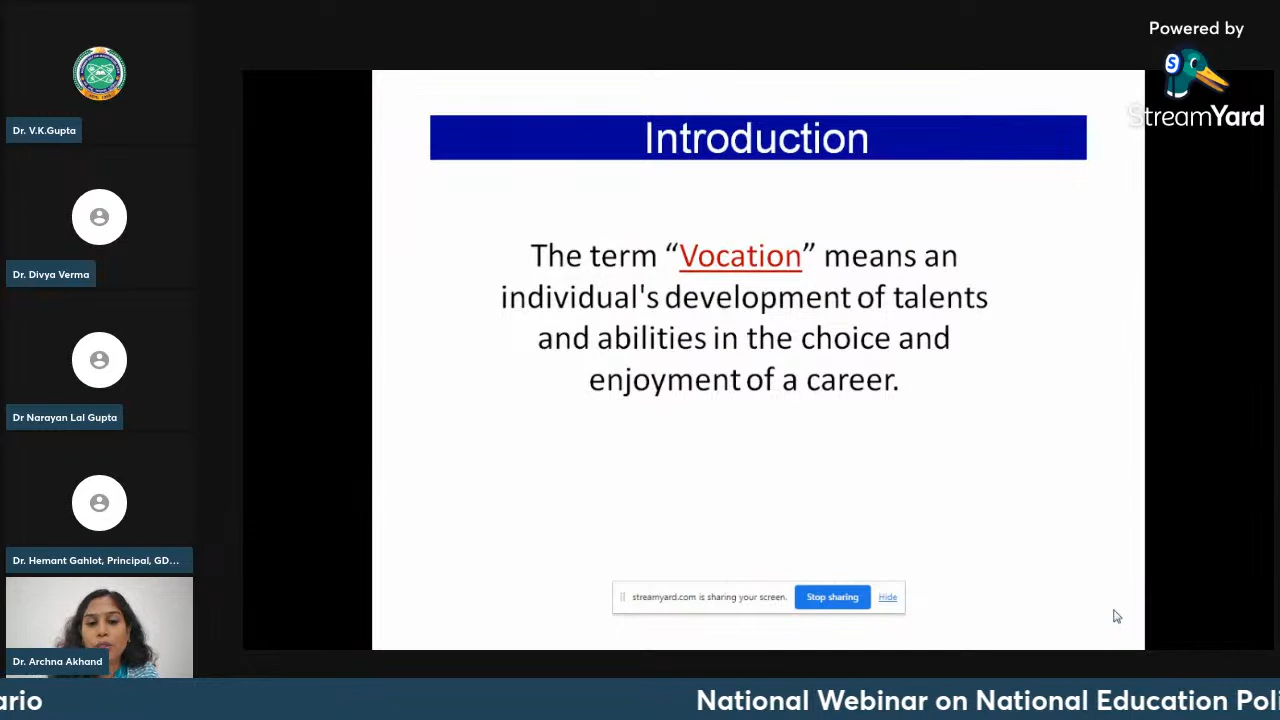 Powered by
StreamYard
Dr. V.K.Gupta
Dr. Divya Verma
Dr Narayan Lal Gupta
Dr. Hemant Gahlot, Principal, GD...
Dr. Archna Akhand
Introduction
The term “Vocation” means an
individual's development of talents
and abilities in the choice and
enjoyment of a career.
streamyard.com is sharing your screen. Stop sharing Hide
ario National Webinar on National Education Poli